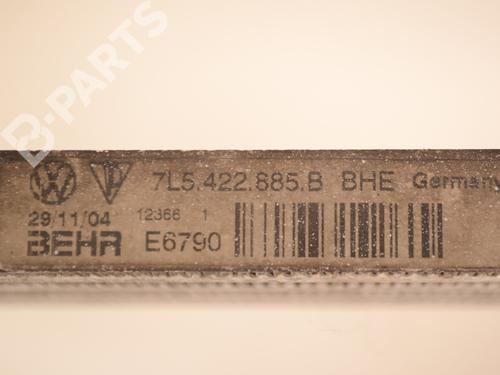 B-PARTS
7L5.422.885.B BHE Germany
29/11/04 12366 1
BEHR E6790